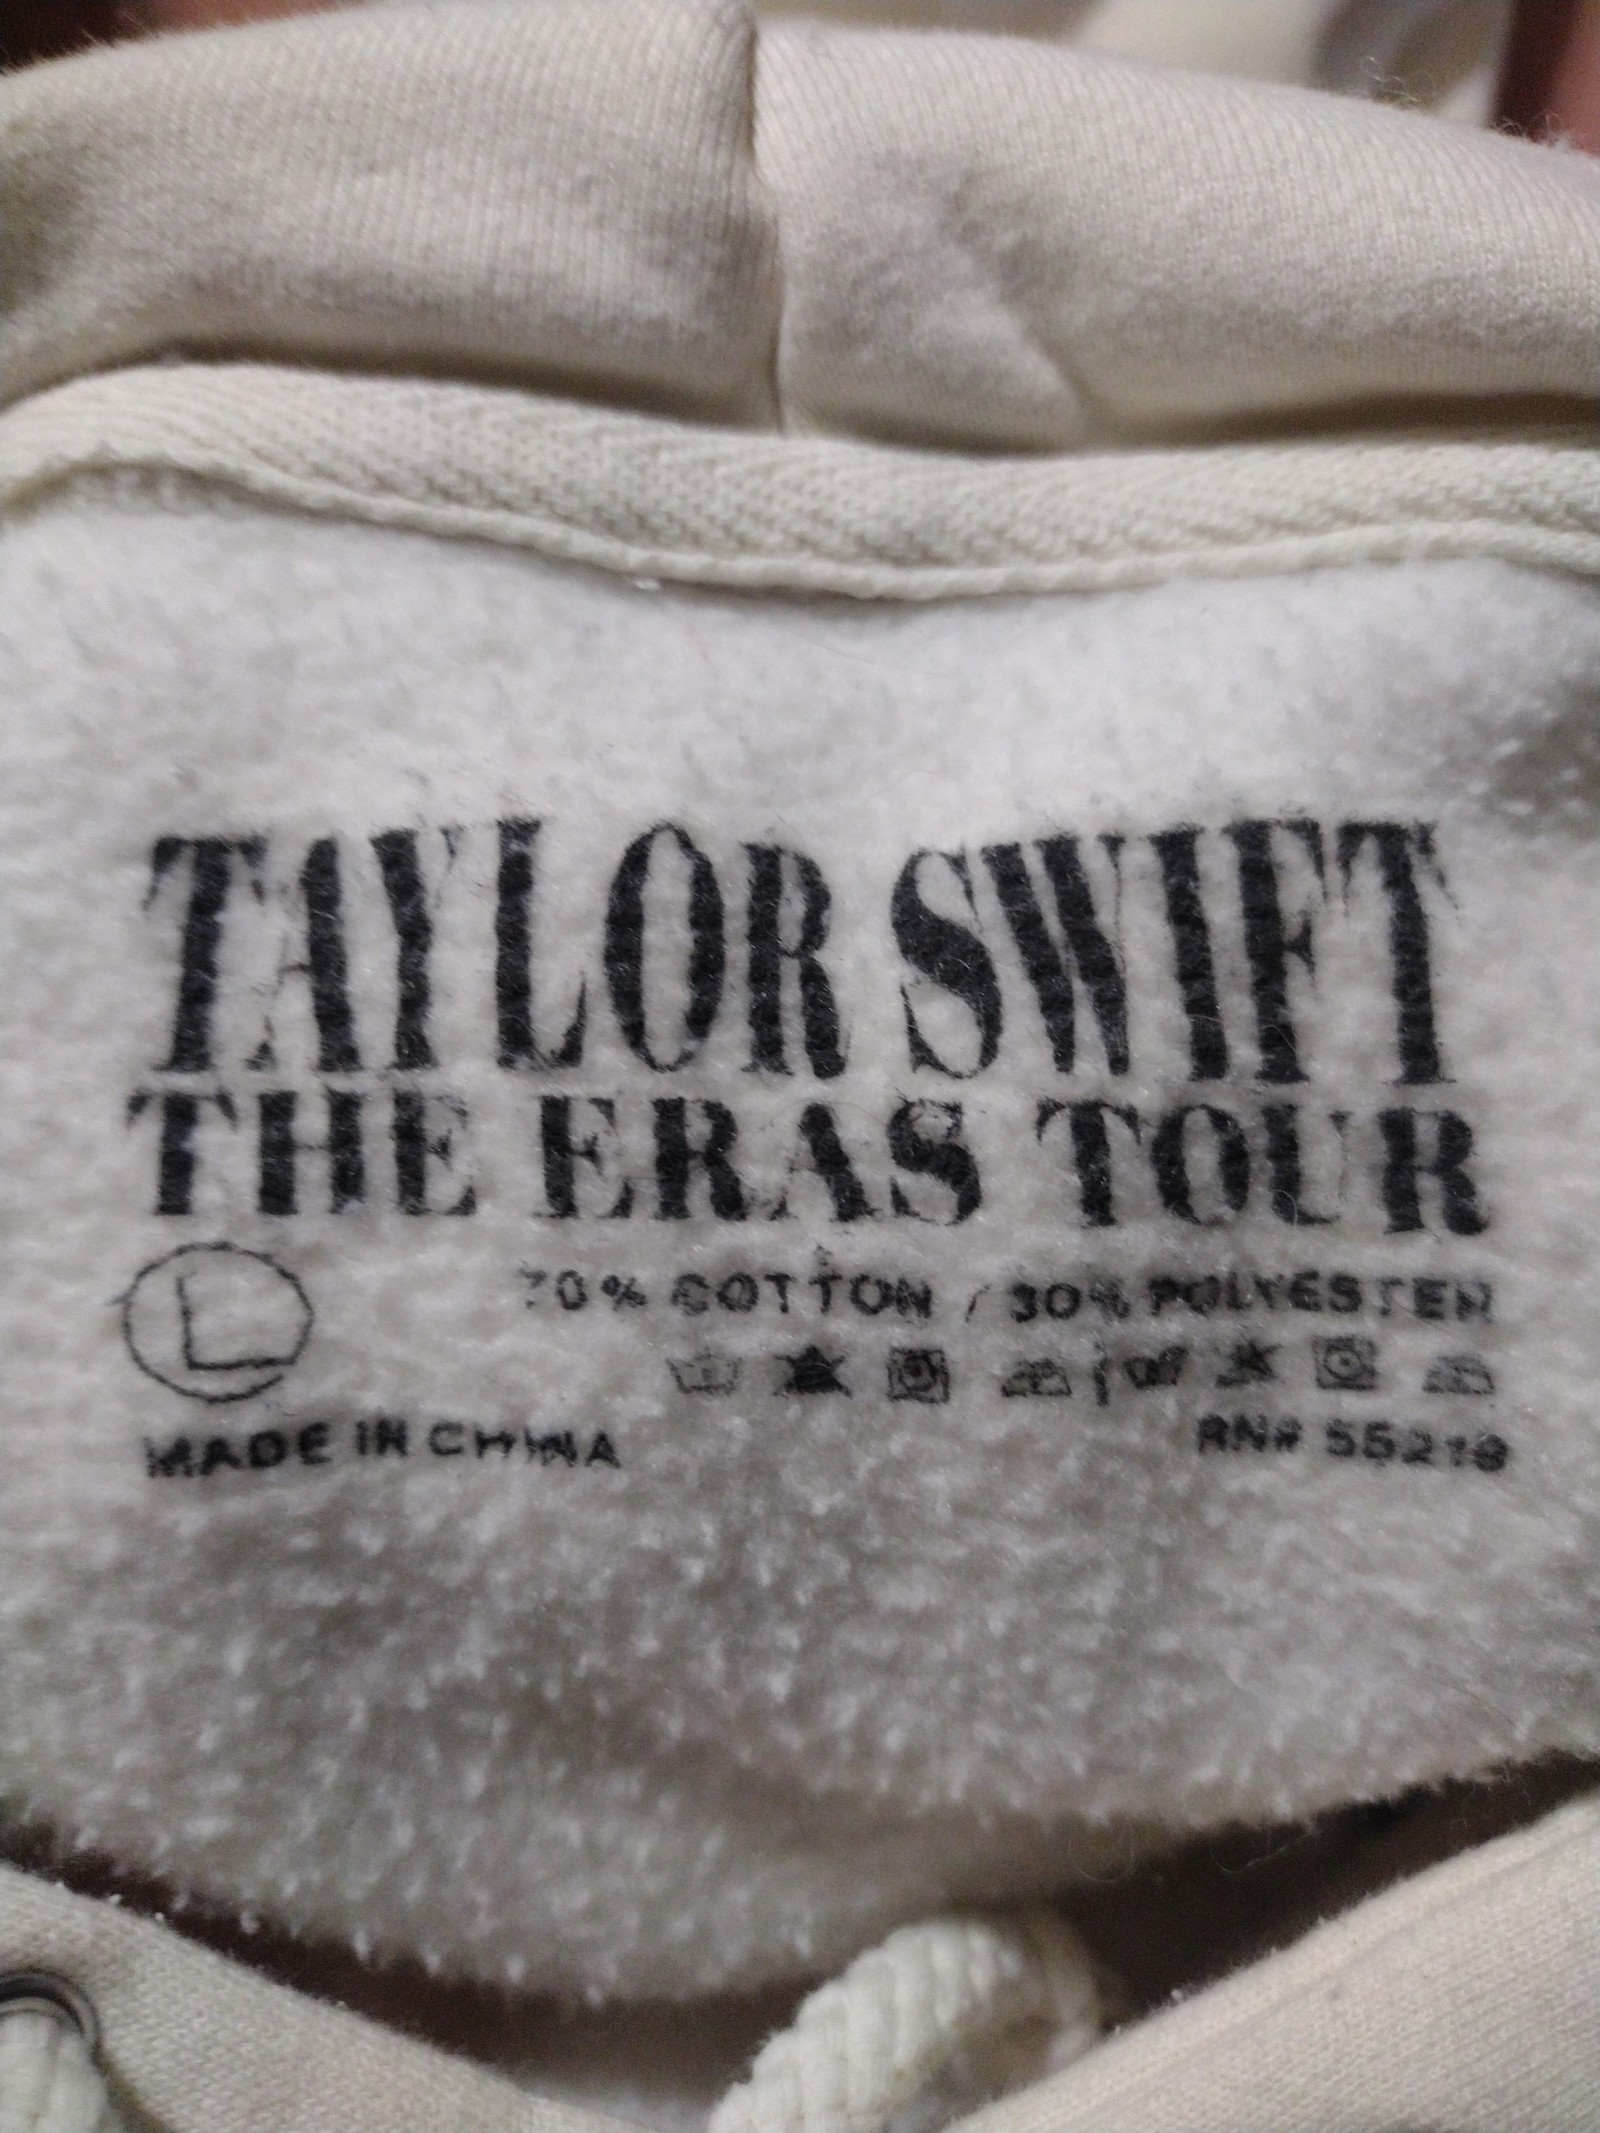 TAYLOR SWIFT
THE ERAS TOUR
L
70% COTTON / 30% POLYESTER
MADE IN CHINA
RN# 55219